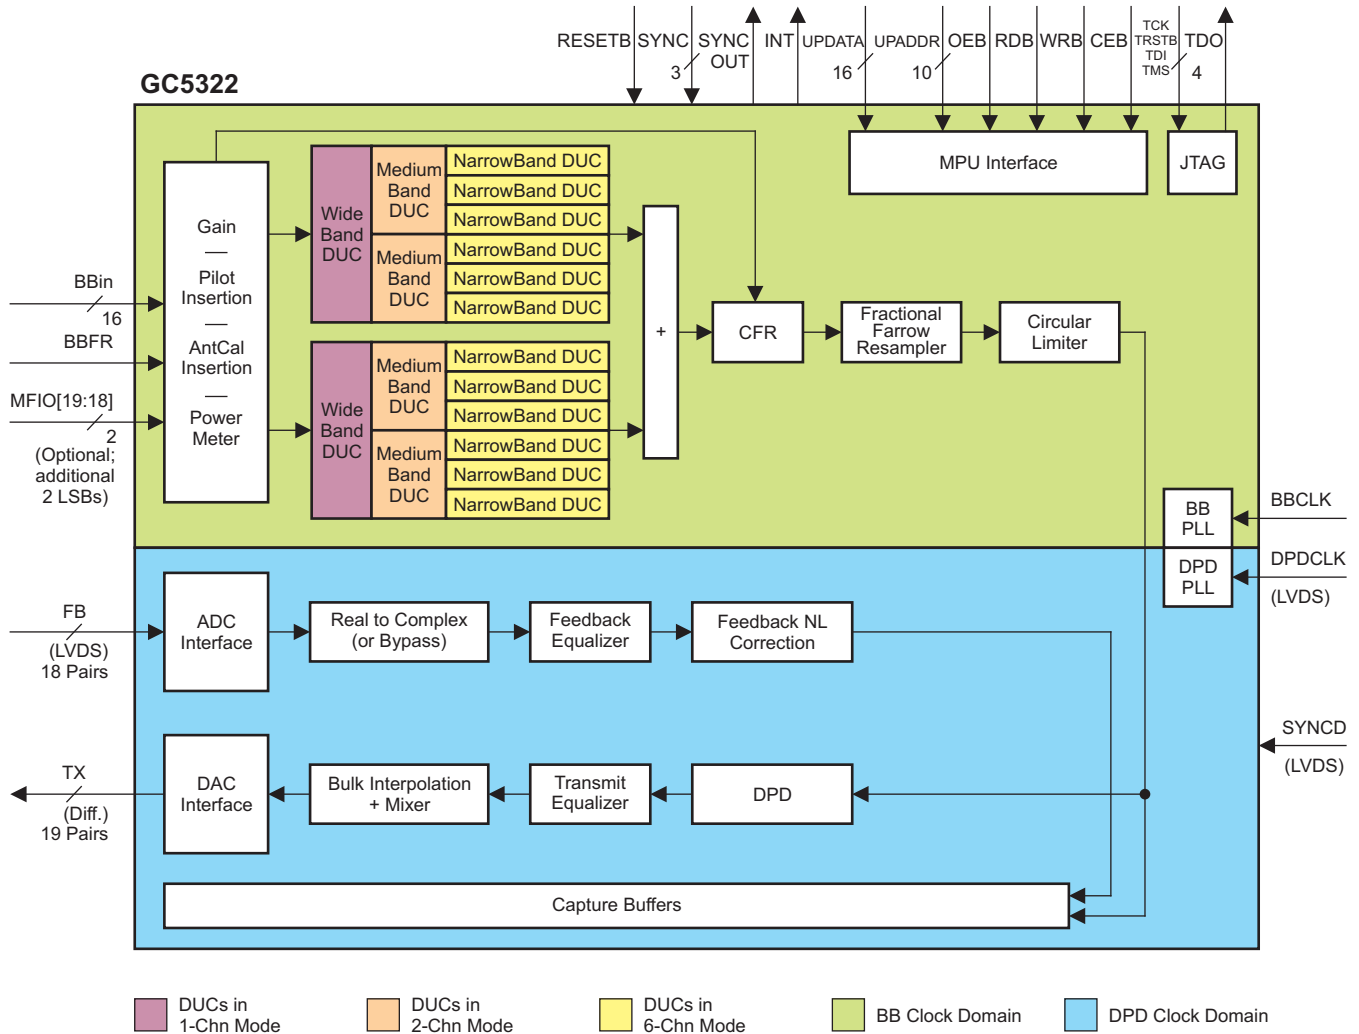 GC5322
RESETB
SYNC
3
SYNC
OUT
INT
UPDATA
16
UPADDR
10
OEB
RDB
WRB
CEB
TCK
TRSTB
TDI
TMS
4
TDO
MPU Interface
JTAG
BBin
16
BBFR
MFIO[19:18]
2
(Optional;
additional
2 LSBs)
Gain
—
Pilot
Insertion
—
AntCal
Insertion
—
Power
Meter
Wide
Band
DUC
Medium
Band
DUC
Medium
Band
DUC
NarrowBand DUC
NarrowBand DUC
NarrowBand DUC
NarrowBand DUC
NarrowBand DUC
NarrowBand DUC
Wide
Band
DUC
Medium
Band
DUC
Medium
Band
DUC
NarrowBand DUC
NarrowBand DUC
NarrowBand DUC
NarrowBand DUC
NarrowBand DUC
NarrowBand DUC
+
CFR
Fractional
Farrow
Resampler
Circular
Limiter
BB
PLL
BBCLK
DPD
PLL
DPDCLK
(LVDS)
FB
(LVDS)
18 Pairs
ADC
Interface
Real to Complex
(or Bypass)
Feedback
Equalizer
Feedback NL
Correction
SYNCD
(LVDS)
TX
(Diff.)
19 Pairs
DAC
Interface
Bulk Interpolation
+ Mixer
Transmit
Equalizer
DPD
Capture Buffers
DUCs in
1-Chn Mode
DUCs in
2-Chn Mode
DUCs in
6-Chn Mode
BB Clock Domain
DPD Clock Domain